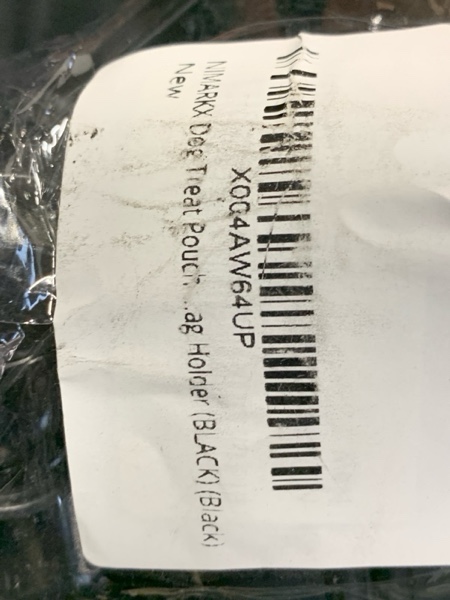 X004AW64UP
NIMARKX Dog Treat Pouch ...ag Holder (BLACK) (Black)
New